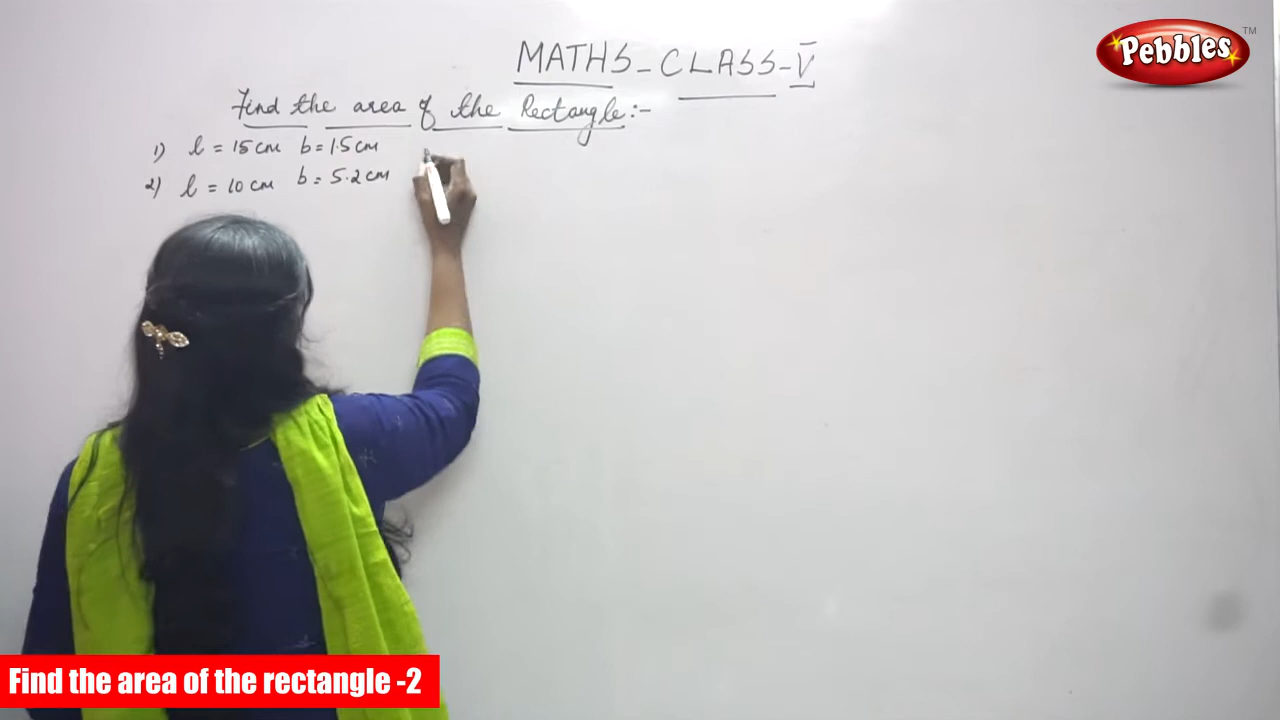 MATHS - CLASS - V
Pebbles TM
Find the area of the Rectangle:-
1) l = 15 cm b = 1.5 cm
2) l = 10 cm b = 5.2 cm
Find the area of the rectangle -2